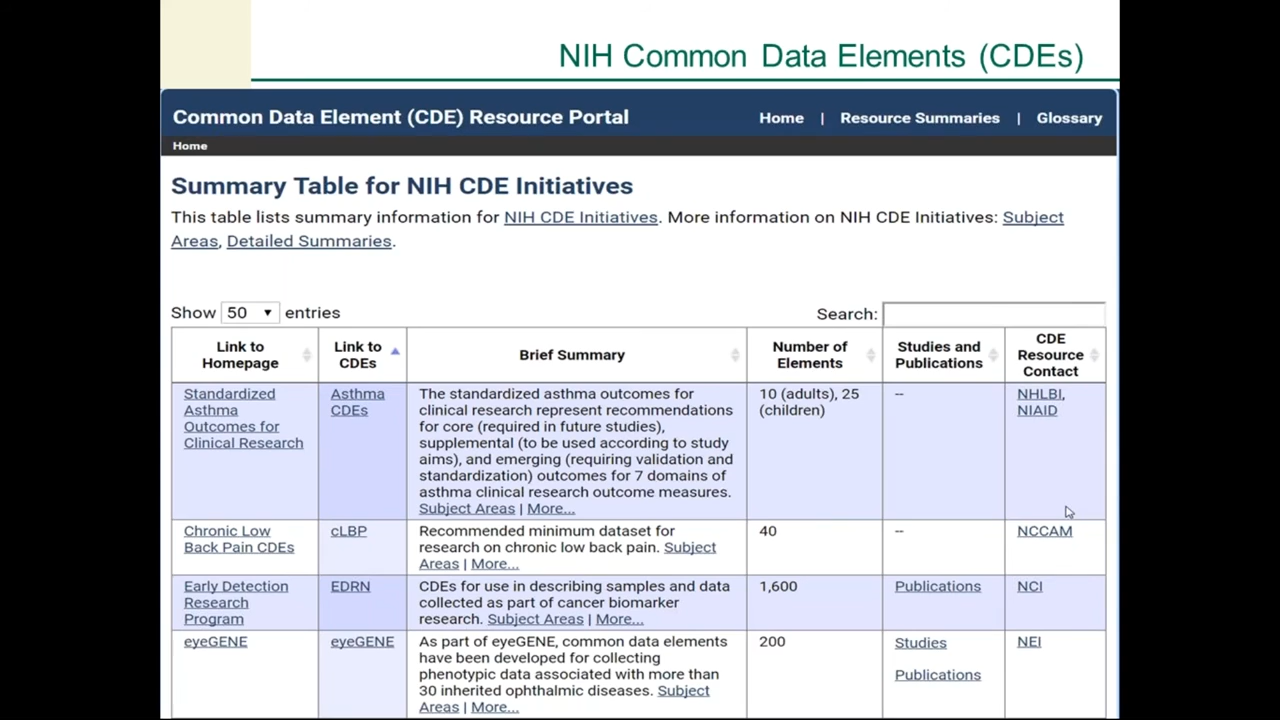 NIH Common Data Elements (CDEs)
Common Data Element (CDE) Resource Portal
Home | Resource Summaries | Glossary
Home
Summary Table for NIH CDE Initiatives
This table lists summary information for NIH CDE Initiatives. More information on NIH CDE Initiatives: Subject
Areas, Detailed Summaries.
Show 50 entries
Search:
Link to
Homepage
Link to
CDEs
Brief Summary
Number of
Elements
Studies and
Publications
CDE
Resource
Contact
Standardized
Asthma
Outcomes for
Clinical Research
Asthma
CDEs
The standardized asthma outcomes for
clinical research represent recommendations
for core (required in future studies),
supplemental (to be used according to study
aims), and emerging (requiring validation and
standardization) outcomes for 7 domains of
asthma clinical research outcome measures.
Subject Areas | More...
10 (adults), 25
(children)
--
NHLBI,
NIAID
Chronic Low
Back Pain CDEs
cLBP
Recommended minimum dataset for
research on chronic low back pain. Subject
Areas | More...
40
--
NCCAM
Early Detection
Research
Program
EDRN
CDEs for use in describing samples and data
collected as part of cancer biomarker
research. Subject Areas | More...
1,600
Publications
NCI
eyeGENE
eyeGENE
As part of eyeGENE, common data elements
have been developed for collecting
phenotypic data associated with more than
30 inherited ophthalmic diseases. Subject
Areas | More...
200
Studies
Publications
NEI